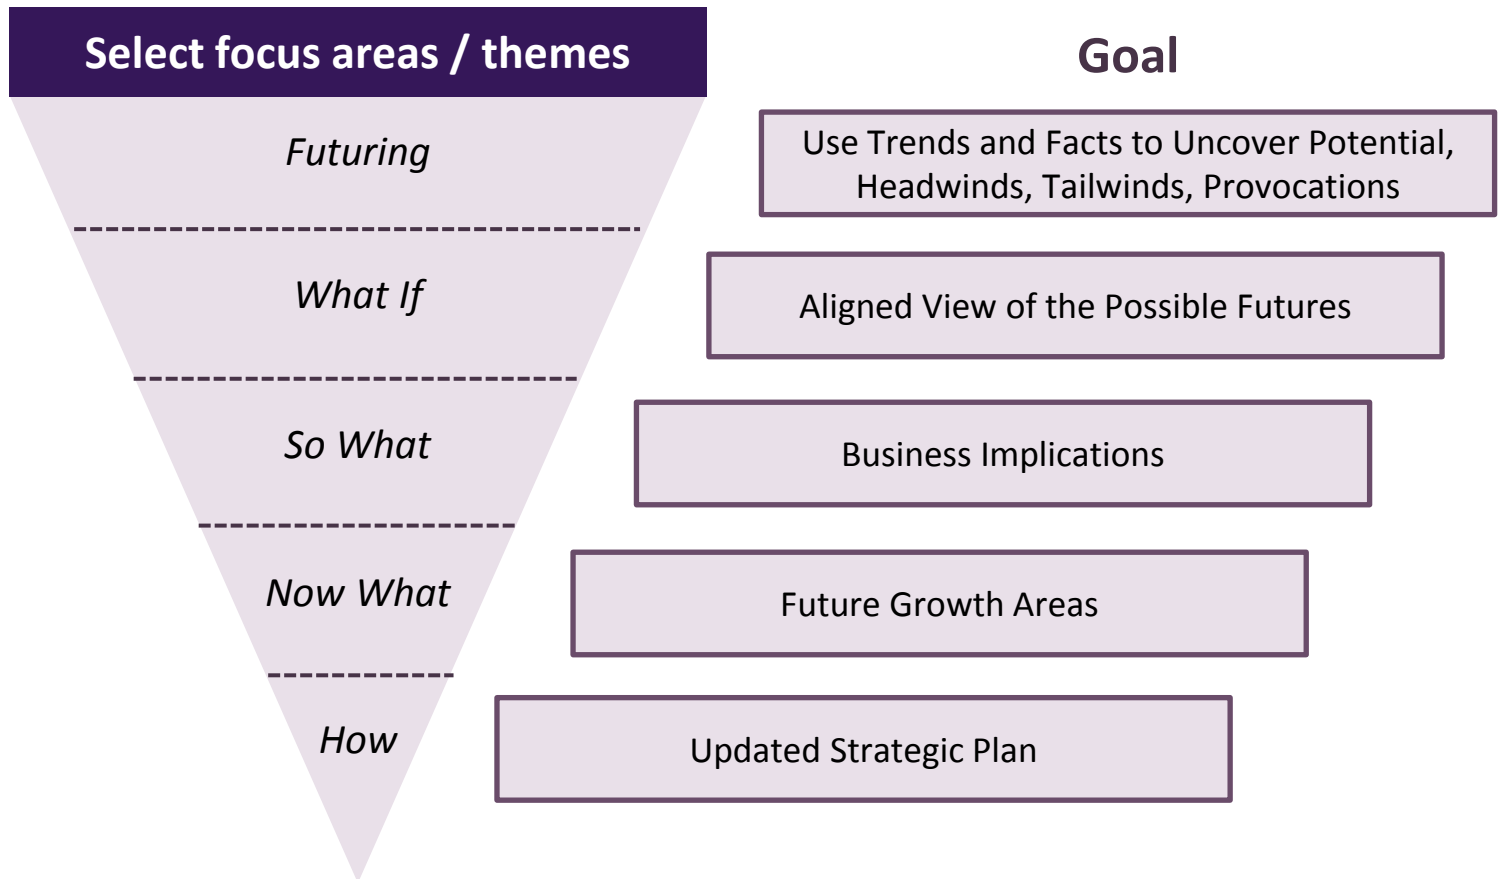 Select focus areas / themes
Goal
Futuring
Use Trends and Facts to Uncover Potential,
Headwinds, Tailwinds, Provocations
What If
Aligned View of the Possible Futures
So What
Business Implications
Now What
Future Growth Areas
How
Updated Strategic Plan